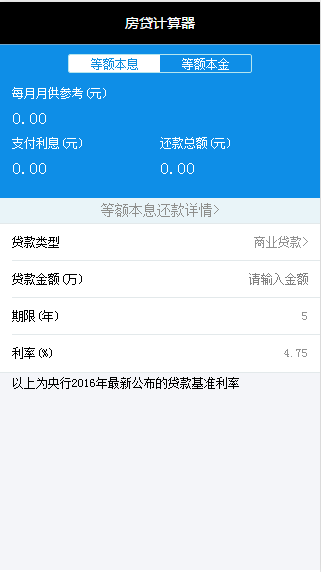 房贷计算器
等额本息 等额本金
每月月供参考(元)
0.00
支付利息(元) 还款总额(元)
0.00 0.00
等额本息还款详情>
贷款类型 商业贷款>
贷款金额(万) 请输入金额
期限(年) 5
利率(%) 4.75
以上为央行2016年最新公布的贷款基准利率